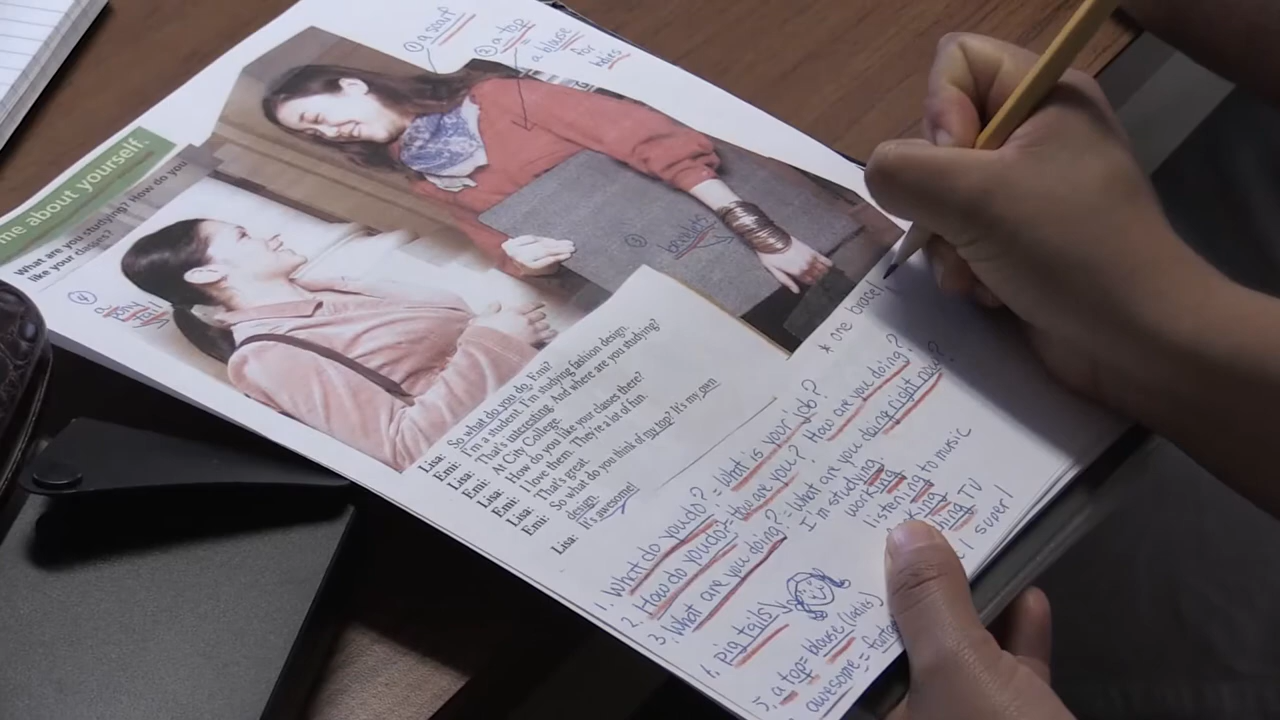 me about yourself.
What are you studying? How do you
like your classes?
① a scarf
② a top
=
a blouse
for
ladies
③ bracelets
④
a pony
tail
Lisa: So what do you do, Emi?
Emi: I'm a student. I'm studying fashion design.
Lisa: That's interesting. And where are you studying?
Emi: At City College.
Lisa: How do you like your classes there?
Emi: I love them. They're a lot of fun.
Lisa: That's great.
Emi: So what do you think of my top? It's my own
design.
Lisa: It's awesome!
* one bracel
1. What do you do? = What is your job?
2. How do you do? = How are you? How are you doing?
3. What are you doing? = What are you doing right now?
I'm studying
working
listening to music
king
hing TV
pig tails
5. a top = blouse (ladies)
awesome = fantas
super!